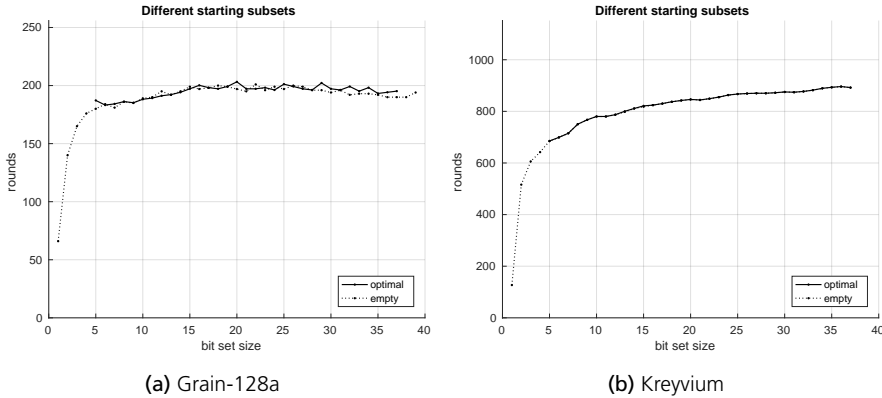 Different starting subsets
250
200
150
100
50
0
rounds
0 5 10 15 20 25 30 35 40
bit set size
optimal
empty
(a) Grain-128a
Different starting subsets
1000
800
600
400
200
0
rounds
0 5 10 15 20 25 30 35 40
bit set size
optimal
empty
(b) Kreyvium